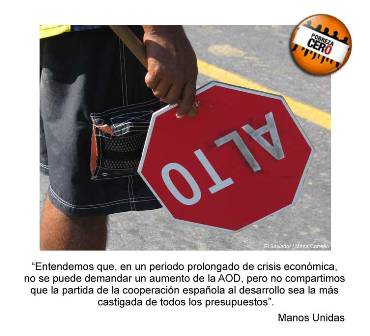 POBREZA
CERO
ALTO
“Entendemos que, en un periodo prolongado de crisis económica,
no se puede demandar un aumento de la AOD, pero no compartimos
que la partida de la cooperación española al desarrollo sea la más
castigada de todos los presupuestos”.
Manos Unidas